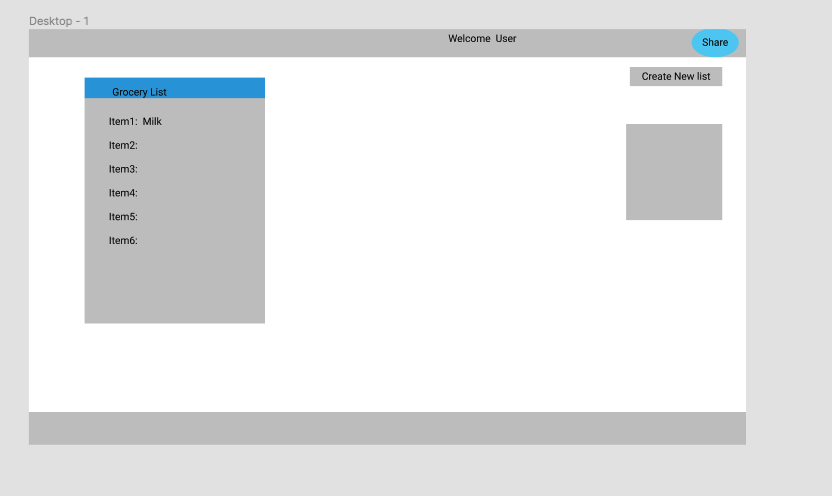 Desktop - 1
Welcome User
Share
Create New list
Grocery List
Item1: Milk
Item2:
Item3:
Item4:
Item5:
Item6: